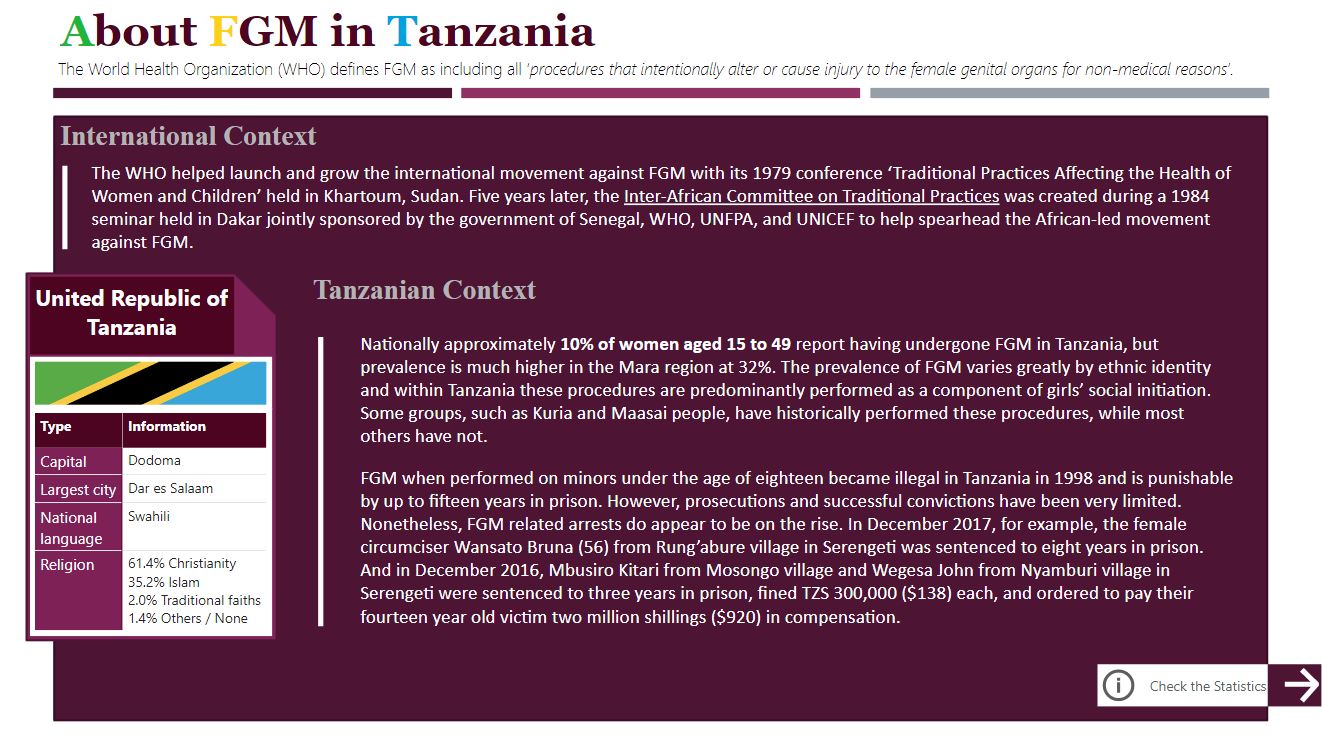 About FGM in Tanzania
The World Health Organization (WHO) defines FGM as including all 'procedures that intentionally alter or cause injury to the female genital organs for non-medical reasons'.
International Context
The WHO helped launch and grow the international movement against FGM with its 1979 conference ‘Traditional Practices Affecting the Health of
Women and Children’ held in Khartoum, Sudan. Five years later, the Inter-African Committee on Traditional Practices was created during a 1984
seminar held in Dakar jointly sponsored by the government of Senegal, WHO, UNFPA, and UNICEF to help spearhead the African-led movement
against FGM.
United Republic of
Tanzania
Type Information
Capital Dodoma
Largest city Dar es Salaam
National Swahili
language
Religion 61.4% Christianity
35.2% Islam
2.0% Traditional faiths
1.4% Others / None
Tanzanian Context
Nationally approximately 10% of women aged 15 to 49 report having undergone FGM in Tanzania, but
prevalence is much higher in the Mara region at 32%. The prevalence of FGM varies greatly by ethnic identity
and within Tanzania these procedures are predominantly performed as a component of girls’ social initiation.
Some groups, such as Kuria and Maasai people, have historically performed these procedures, while most
others have not.
FGM when performed on minors under the age of eighteen became illegal in Tanzania in 1998 and is punishable
by up to fifteen years in prison. However, prosecutions and successful convictions have been very limited.
Nonetheless, FGM related arrests do appear to be on the rise. In December 2017, for example, the female
circumciser Wansato Bruna (56) from Rung’abure village in Serengeti was sentenced to eight years in prison.
And in December 2016, Mbusiro Kitari from Mosongo village and Wegesa John from Nyamburi village in
Serengeti were sentenced to three years in prison, fined TZS 300,000 ($138) each, and ordered to pay their
fourteen year old victim two million shillings ($920) in compensation.
Check the Statistics